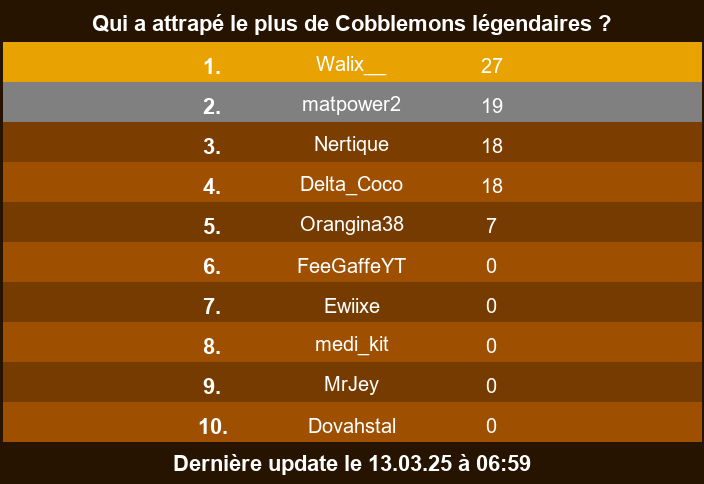 Qui a attrapé le plus de Cobblemons légendaires ?
1. Walix__ 27
2. matpower2 19
3. Nertique 18
4. Delta_Coco 18
5. Orangina38 7
6. FeeGaffeYT 0
7. Ewiixe 0
8. medi_kit 0
9. MrJey 0
10. Dovahstal 0
Dernière update le 13.03.25 à 06:59